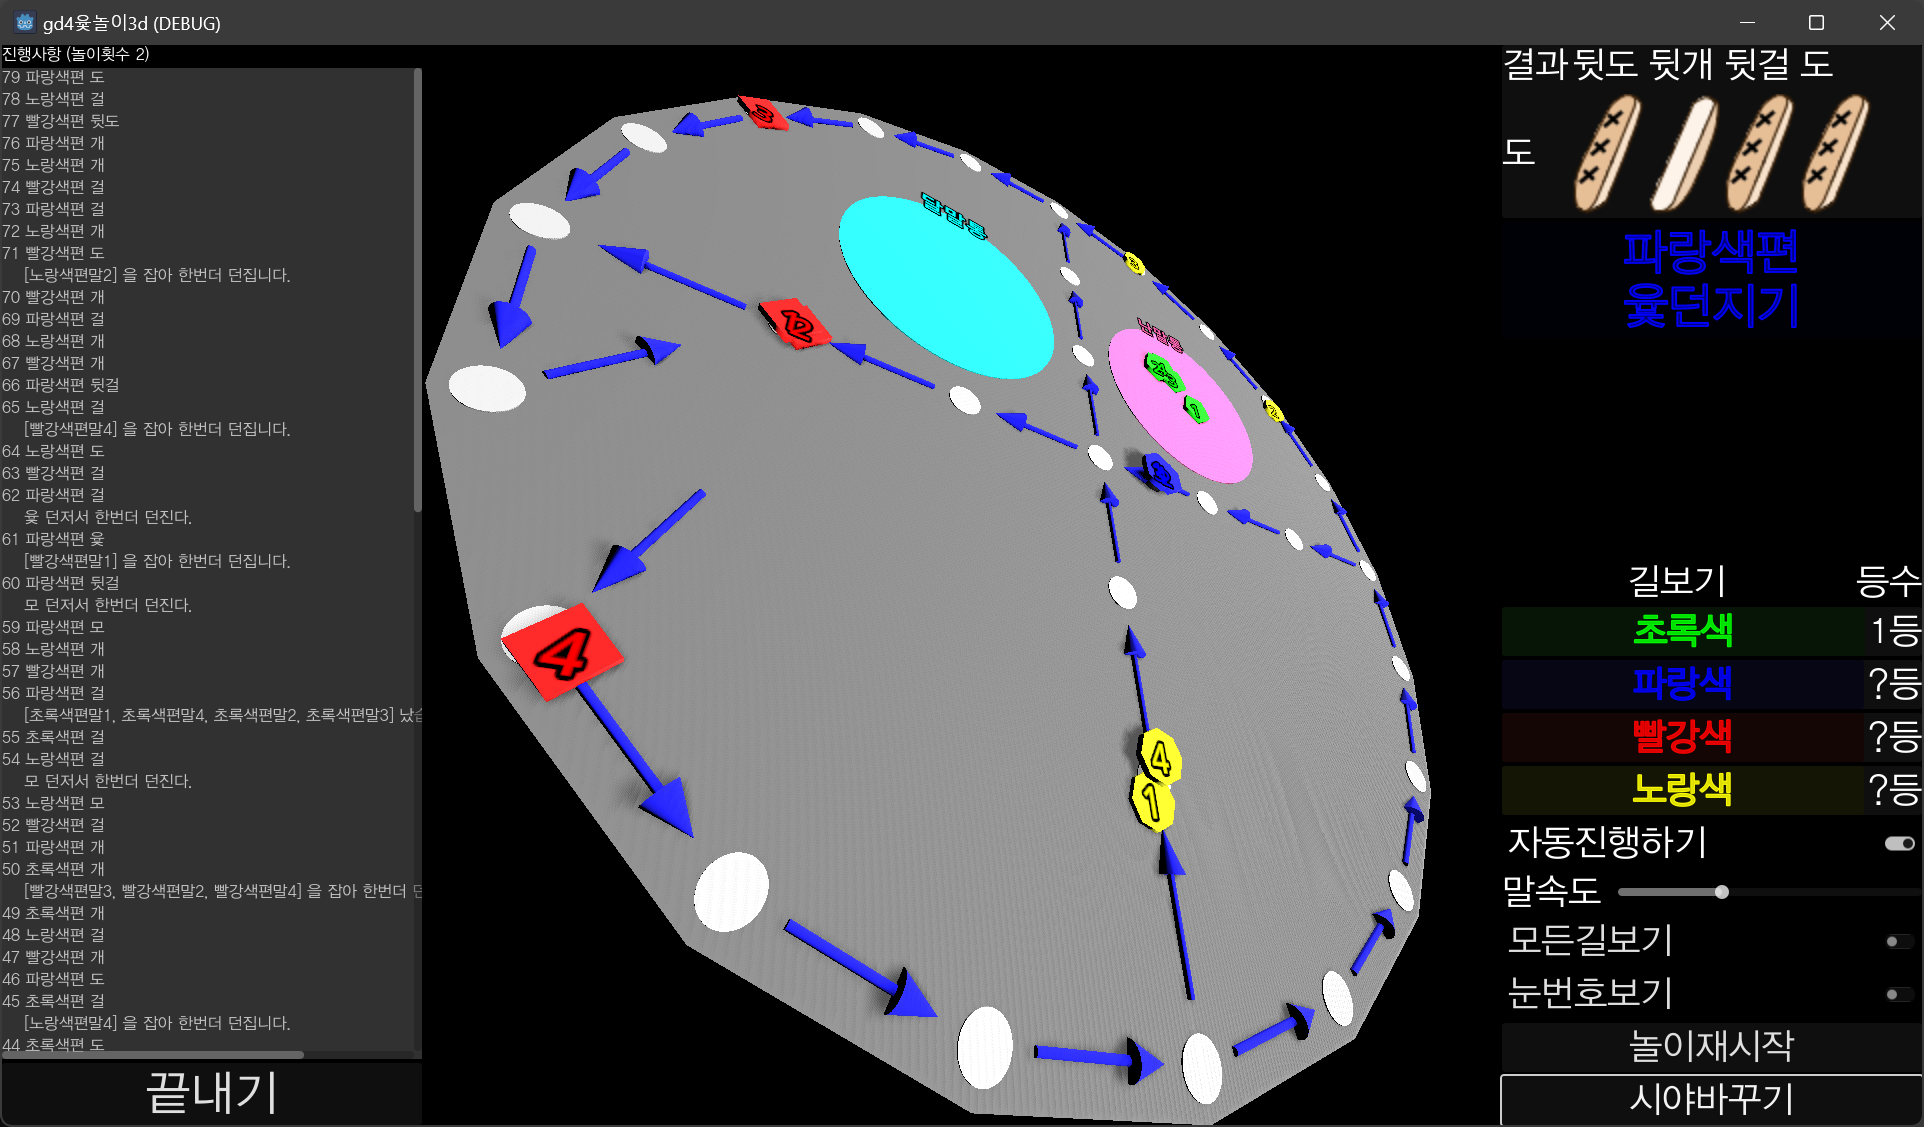 gd4윷놀이3d (DEBUG)
진행사항 (놀이횟수 2)
79 파랑색편 도
78 노랑색편 걸
77 빨강색편 뒷도
76 파랑색편 개
75 노랑색편 개
74 빨강색편 걸
73 파랑색편 걸
72 노랑색편 개
71 빨강색편 도
[노랑색편말2] 을 잡아 한번더 던집니다.
70 빨강색편 개
69 파랑색편 걸
68 노랑색편 개
67 빨강색편 개
66 파랑색편 뒷걸
65 노랑색편 걸
[빨강색편말4] 을 잡아 한번더 던집니다.
64 노랑색편 도
63 빨강색편 걸
62 파랑색편 걸
윷 던저서 한번더 던진다.
61 파랑색편 윷
[빨강색편말1] 을 잡아 한번더 던집니다.
60 파랑색편 뒷걸
모 던저서 한번더 던진다.
59 파랑색편 모
58 노랑색편 개
57 빨강색편 개
56 파랑색편 걸
[초록색편말1, 초록색편말4, 초록색편말2, 초록색편말3] 났습
55 초록색편 걸
54 노랑색편 걸
모 던저서 한번더 던진다.
53 노랑색편 모
52 빨강색편 걸
51 파랑색편 개
50 초록색편 개
[빨강색편말3, 빨강색편말2, 빨강색편말4] 을 잡아 한번더 던
49 초록색편 개
48 노랑색편 걸
47 빨강색편 개
46 파랑색편 도
45 초록색편 걸
[노랑색편말4] 을 잡아 한번더 던집니다.
44 초록색편 도
끝내기
3
2
4
4
1
1
결과 뒷도 뒷개 뒷걸 도
도
파랑색편
윷던지기
길보기 등수
초록색 1등
파랑색 ?등
빨강색 ?등
노랑색 ?등
자동진행하기
말속도
모든길보기
눈번호보기
놀이재시작
시야바꾸기